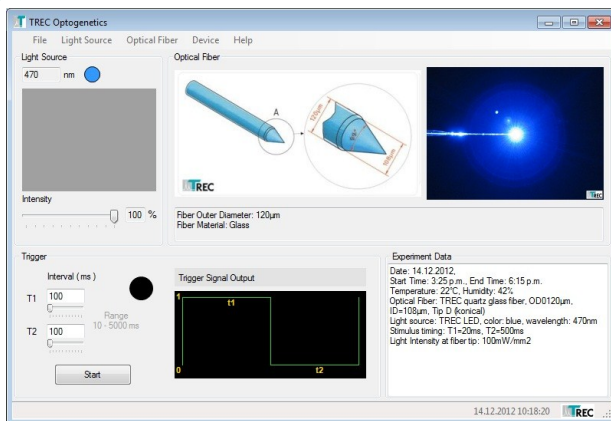 TREC Optogenetics
File Light Source Optical Fiber Device Help
Light Source
470 nm
Intensity
100 %
Optical Fiber
A
120µm
108µm
TREC
TREC
Fiber Outer Diameter: 120µm
Fiber Material: Glass
Trigger
Interval ( ms )
T1 100
T2 100
Range
10 - 5000 ms
Start
Trigger Signal Output
1
t1
0
t2
Experiment Data
Date: 14.12.2012,
Start Time: 3:25 p.m., End Time: 6:15 p.m.
Temperature: 22°C, Humidity: 42%
Optical Fiber: TREC quartz glass fiber, OD0120µm,
ID=108µm, Tip D (konical)
Light source: TREC LED, color: blue, wavelength: 470nm
Stimulus timing: T1=20ms, T2=500ms
Light Intensity at fiber tip: 100mW/mm2
14.12.2012 10:18:20 TREC